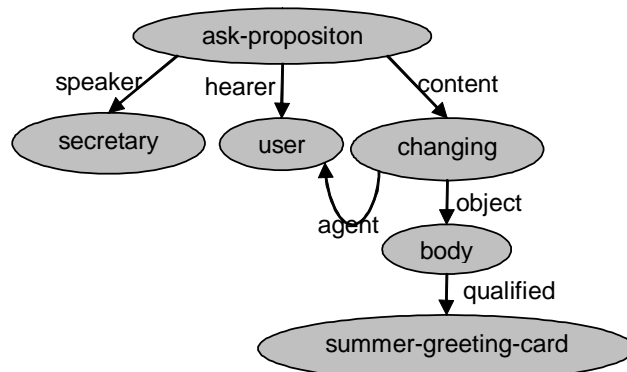 ask-propositon
speaker
hearer
content
secretary
user
changing
agent
object
body
qualified
summer-greeting-card